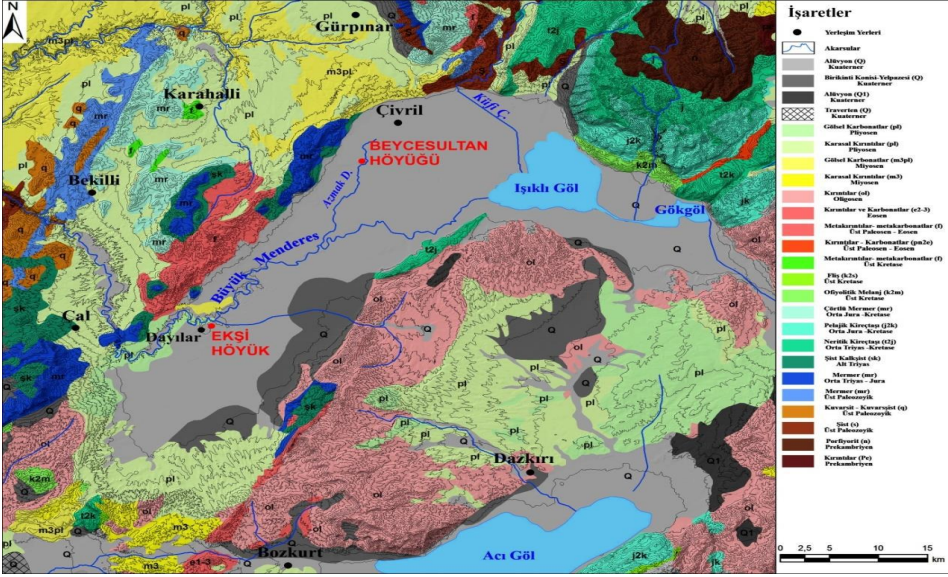 N
Gürpınar
Karahalli
Çivril
Küfi Ç.
BEYCESULTAN
HÖYÜĞÜ
Bekilli
Azmak D.
Işıklı Göl
Gökgöl
Büyük Menderes
Çal
Dayılar
EKŞİ
HÖYÜK
Dazkırı
Bozkurt
Acı Göl
İşaretler
Yerleşim Yerleri
Akarsular
Alüvyon (Q)
Kuaterner
Birikinti Konisi-Yelpazesi (Q)
Kuaterner
Alüvyon (Q1)
Kuaterner
Traverten (Q)
Kuaterner
Gölsel Karbonatlar (pl)
Pliyosen
Karasal Kırıntılar (pl)
Pliyosen
Gölsel Karbonatlar (m3pl)
Miyosen
Karasal Kırıntılar (m3)
Miyosen
Kırıntılar (ol)
Oligosen
Kırıntılar ve Karbonatlar (e2-3)
Eosen
Metakırıntılar- metakarbonatlar (f)
Üst Paleosen - Eosen
Kırıntılar - Karbonatlar (pn2e)
Üst Paleosen - Eosen
Metakırıntılar- metakarbonatlar (f)
Üst Kretase
Fliş (k2s)
Üst Kretase
Ofiyolitik Melanj (k2m)
Üst Kretase
Çörtlü Mermer (mr)
Orta Jura -Kretase
Pelajik Kireçtaşı (j2k)
Orta Jura -Kretase
Neritik Kireçtaşı (t2j)
Orta Triyas -Kretase
Şist Kalkşist (sk)
Alt Triyas
Mermer (mr)
Orta Triyas - Jura
Mermer (mr)
Üst Paleozoyik
Kuvarsit - Kuvarsşist (q)
Üst Paleozoyik
Şist (s)
Üst Paleozoyik
Porfiyorit (n)
Prekambriyen
Kırıntılar (Pc)
Prekambriyen
0 2,5 5 10 15
km